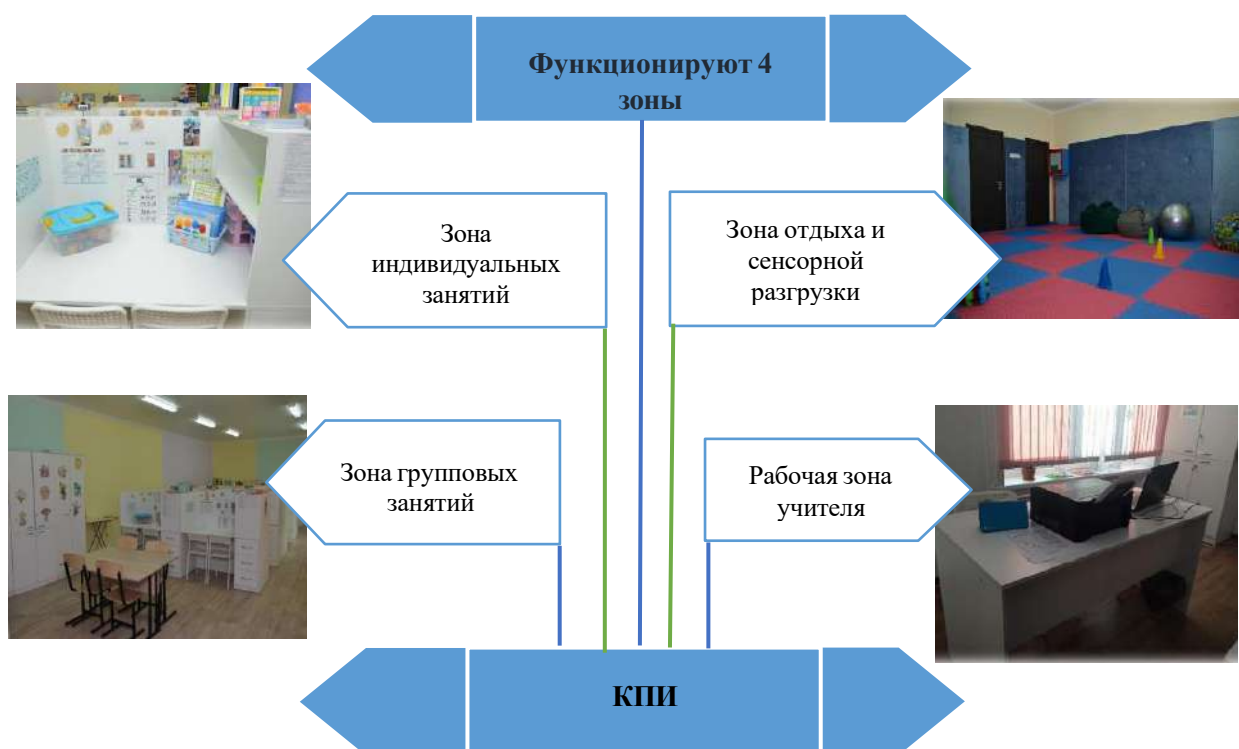 Функционируют 4
зоны
Зона
индивидуальных
занятий
Зона отдыха и
сенсорной
разгрузки
Зона групповых
занятий
Рабочая зона
учителя
КПИ